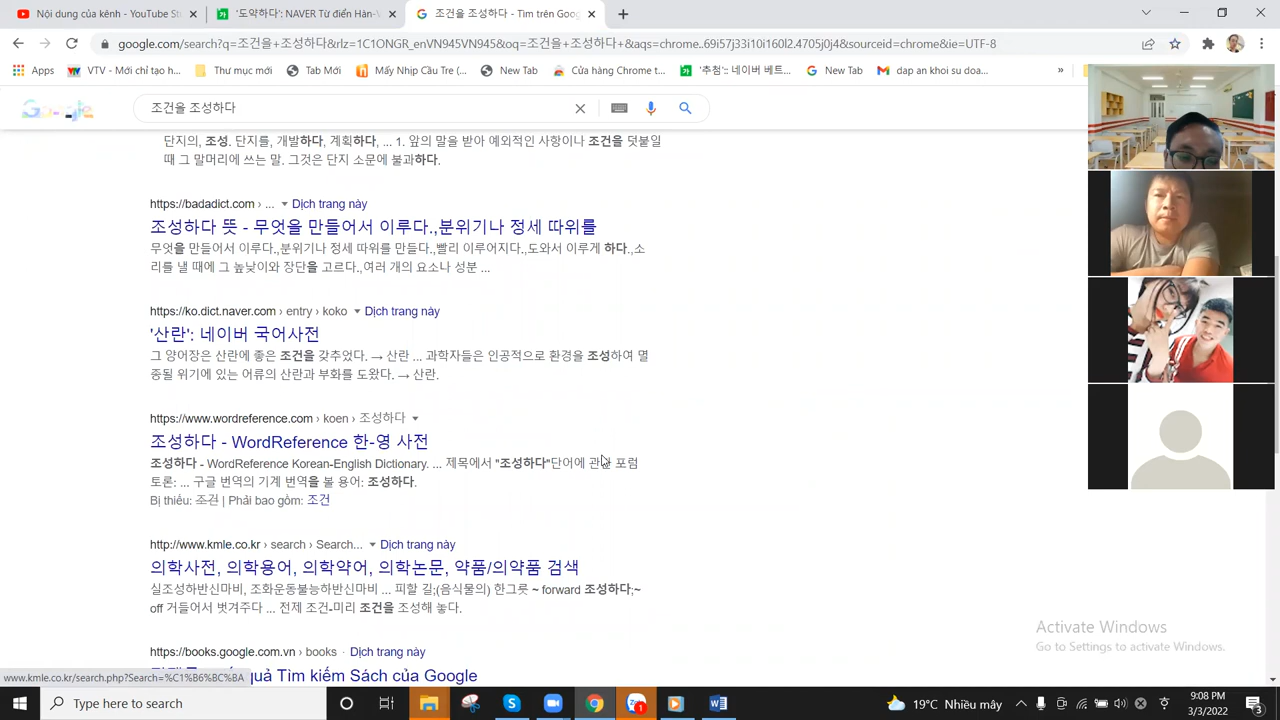 Nội dung câu YouTube St
'도약하다': NAVER Từ điển Hàn-V
조건을 조성하다 - Tìm trên Goog
google.com/search?q=조건을+조성하다&rlz=1C1ONGR_enVN945VN945&oq=조건을+조성하다+&aqs=chrome..69i57j33i10i160l2.4705j0j4&sourceid=chrome&ie=UTF-8
Apps
VTV - Mới chỉ tạo h...
Thư mục mới
Tab Mới
Mấy Nhịp Cầu Tre (...
New Tab
Cửa hàng Chrome t...
'추첨':: 네이버 베트...
New Tab
dap an khoi su doa...
»
Google
조건을 조성하다
단지의, 조성. 단지를, 개발하다, 계획하다, ... 1. 앞의 말을 받아 예외적인 사항이나 조건을 덧붙일
때 그 말머리에 쓰는 말. 그것은 단지 소문에 불과하다.
https://badadict.com › ... Dịch trang này
조성하다 뜻 - 무엇을 만들어서 이루다.,분위기나 정세 따위를
무엇을 만들어서 이루다.,분위기나 정세 따위를 만들다.,빨리 이루어지다.,도와서 이루게 하다.,소
리를 낼 때에 그 높낮이와 장단을 고르다.,여러 개의 요소나 성분 ...
https://ko.dict.naver.com › entry › koko Dịch trang này
'산란': 네이버 국어사전
그 양어장은 산란에 좋은 조건을 갖추었다. → 산란 ... 과학자들은 인공적으로 환경을 조성하여 멸
종될 위기에 있는 어류의 산란과 부화를 도왔다. → 산란.
https://www.wordreference.com › koen › 조성하다
조성하다 - WordReference 한-영 사전
조성하다 - WordReference Korean-English Dictionary. ... 제목에서 "조성하다"단어에 관한 포럼
토론: ... 구글 번역의 기계 번역을 볼 용어: 조성하다.
Bị thiếu: 조건 | Phải bao gồm: 조건
http://www.kmle.co.kr › search › Search... Dịch trang này
의학사전, 의학용어, 의학약어, 의학논문, 약품/의약품 검색
실조성하반신마비, 조화운동불능하반신마비 ... 피할 길;(음식물의) 한그릇 ~ forward 조성하다;~
off 거들어서 벗겨주다 ... 전제 조건-미리 조건을 조성해 놓다.
https://books.google.com.vn › books · Dịch trang này
quả Tìm kiếm Sách của Google
www.kmle.co.kr/search.php?Search=%C1%B6%BC%BA
Activate Windows
Go to Settings to activate Windows.
Type here to search
1
19°C Nhiều mây
9:08 PM
3/3/2022
3